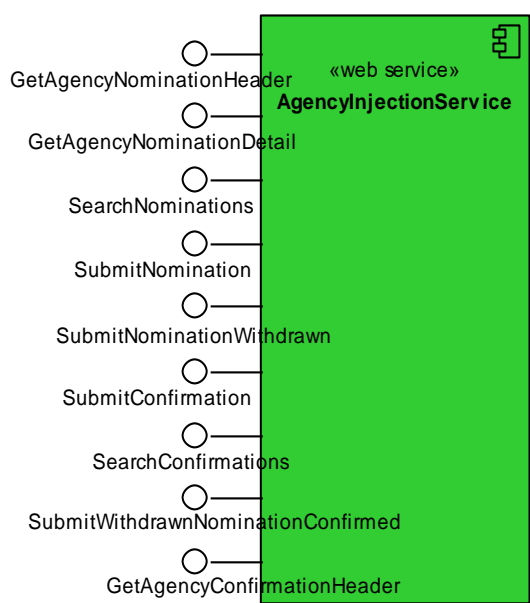 «web service»
AgencyInjectionService
GetAgencyNominationHeader
GetAgencyNominationDetail
SearchNominations
SubmitNomination
SubmitNominationWithdrawn
SubmitConfirmation
SearchConfirmations
SubmitWithdrawnNominationConfirmed
GetAgencyConfirmationHeader